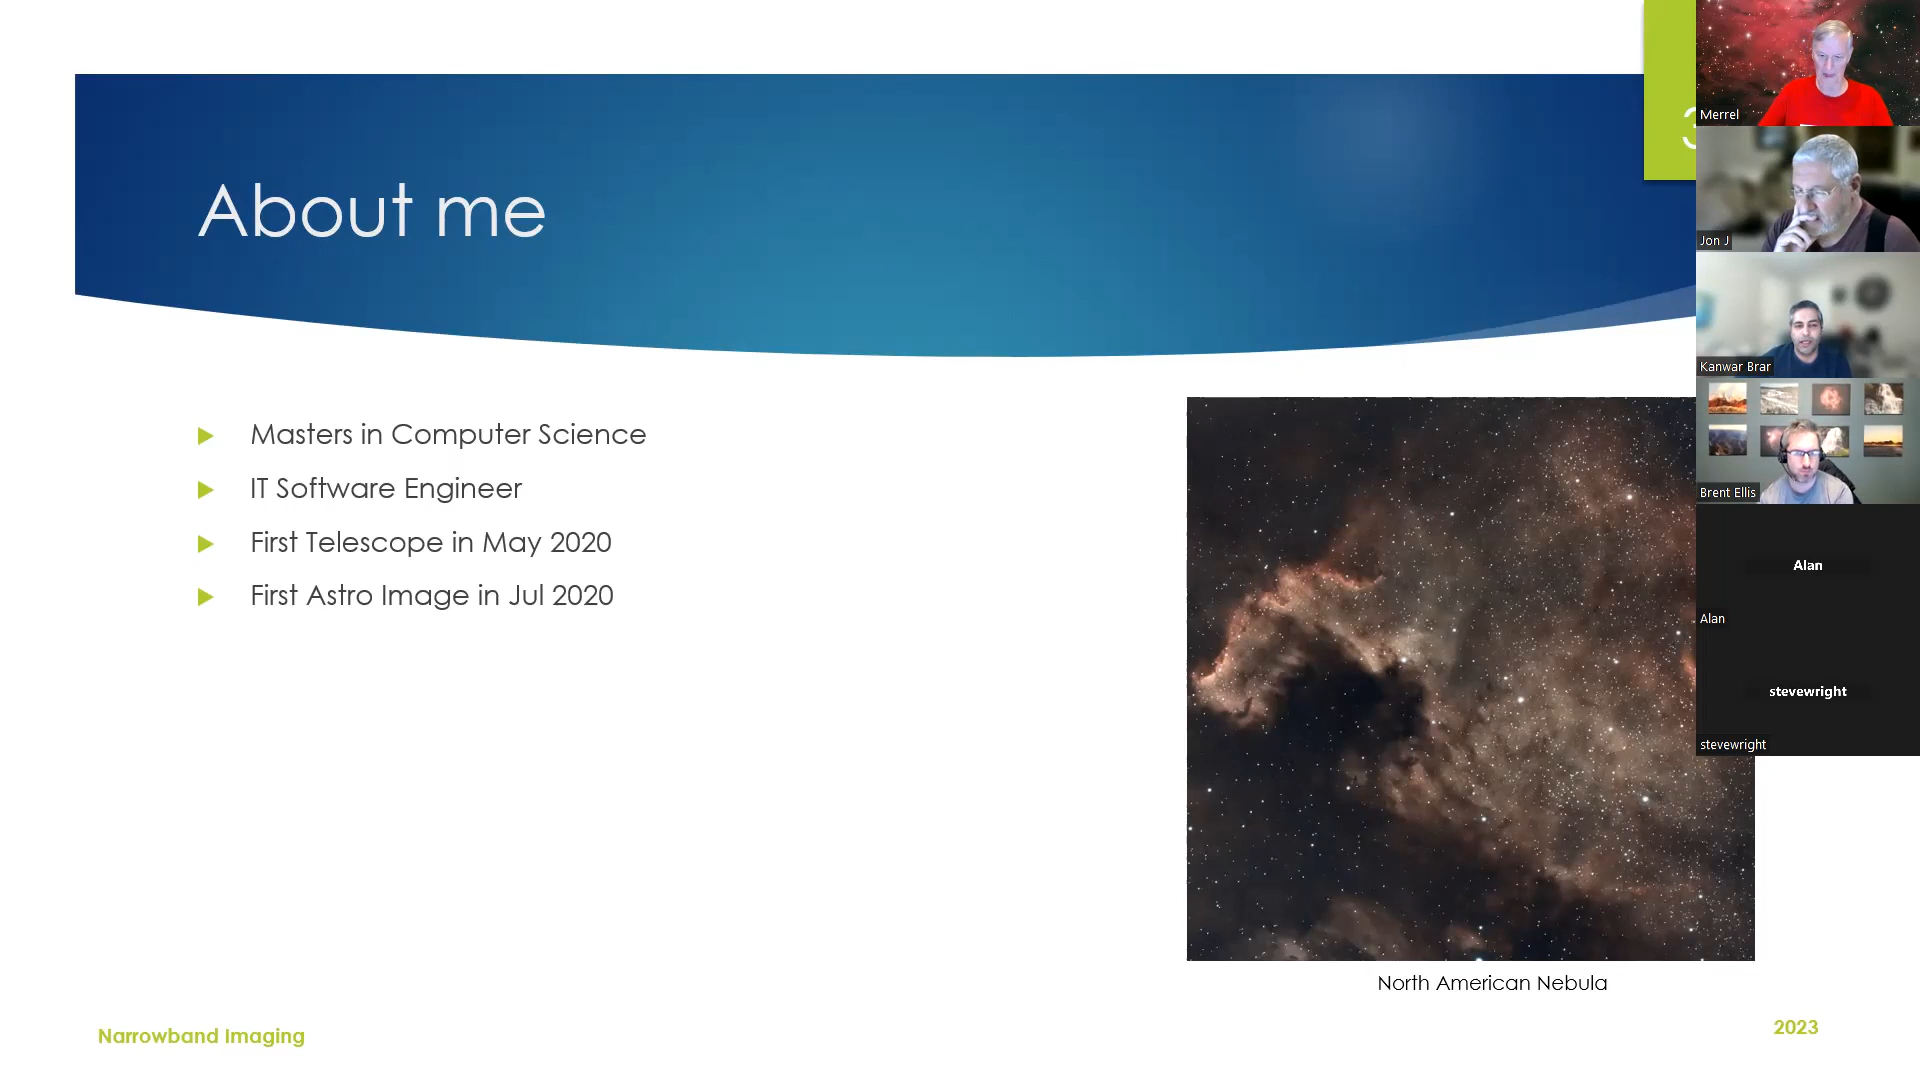 About me
3
Masters in Computer Science
IT Software Engineer
First Telescope in May 2020
First Astro Image in Jul 2020
North American Nebula
Narrowband Imaging
2023
Merrel
Jon J
Kanwar Brar
Brent Ellis
Alan
Alan
stevewright
stevewright